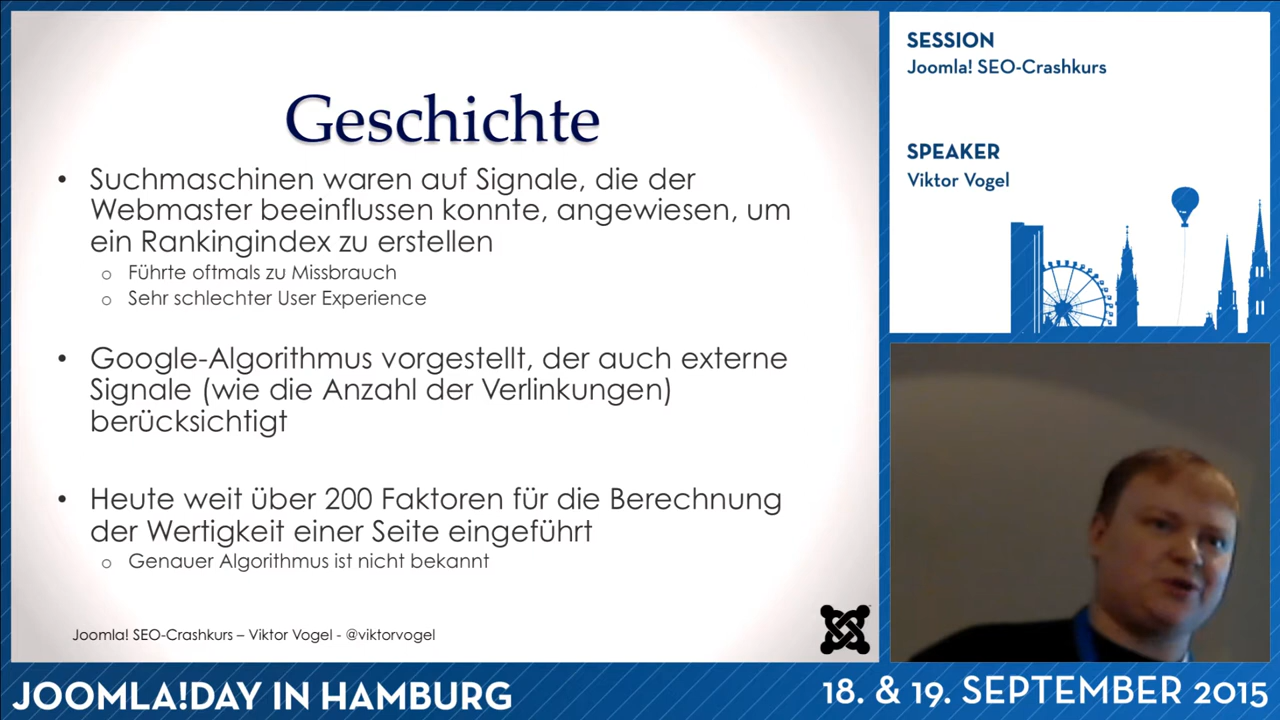 Geschichte
• Suchmaschinen waren auf Signale, die der
Webmaster beeinflussen konnte, angewiesen, um
ein Rankingindex zu erstellen
o Führte oftmals zu Missbrauch
o Sehr schlechter User Experience
• Google-Algorithmus vorgestellt, der auch externe
Signale (wie die Anzahl der Verlinkungen)
berücksichtigt
• Heute weit über 200 Faktoren für die Berechnung
der Wertigkeit einer Seite eingeführt
o Genauer Algorithmus ist nicht bekannt
Joomla! SEO-Crashkurs – Viktor Vogel - @viktorvogel
SESSION
Joomla! SEO-Crashkurs
SPEAKER
Viktor Vogel
JOOMLA!DAY IN HAMBURG
18. & 19. SEPTEMBER 2015